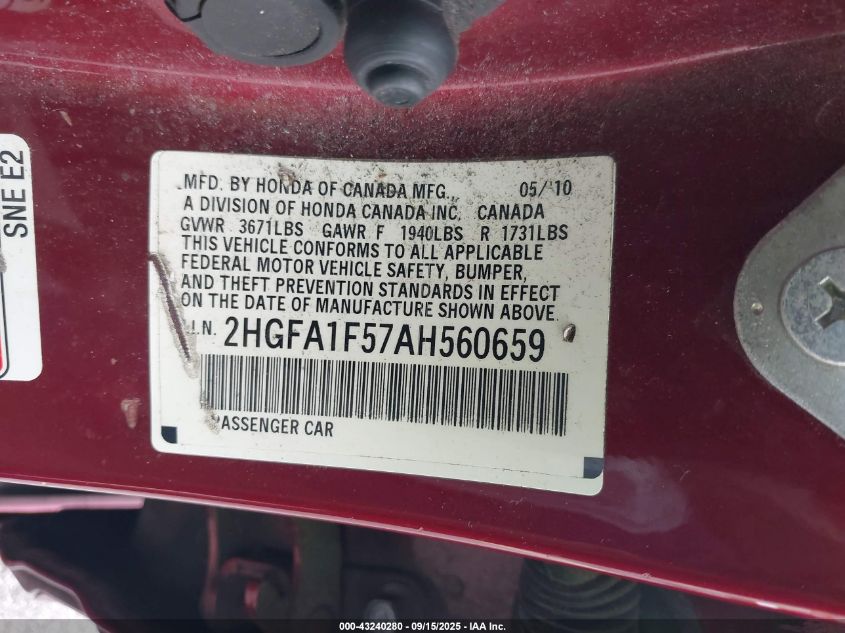 SNE E2
MFD. BY HONDA OF CANADA MFG., 05/'10
A DIVISION OF HONDA CANADA INC, CANADA
GVWR 3671LBS GAWR F 1940LBS R 1731LBS
THIS VEHICLE CONFORMS TO ALL APPLICABLE
FEDERAL MOTOR VEHICLE SAFETY, BUMPER,
AND THEFT PREVENTION STANDARDS IN EFFECT
ON THE DATE OF MANUFACTURE SHOWN ABOVE.
.I.N. 2HGFA1F57AH560659
PASSENGER CAR
000-43240280 - 09/15/2025 - IAA Inc.